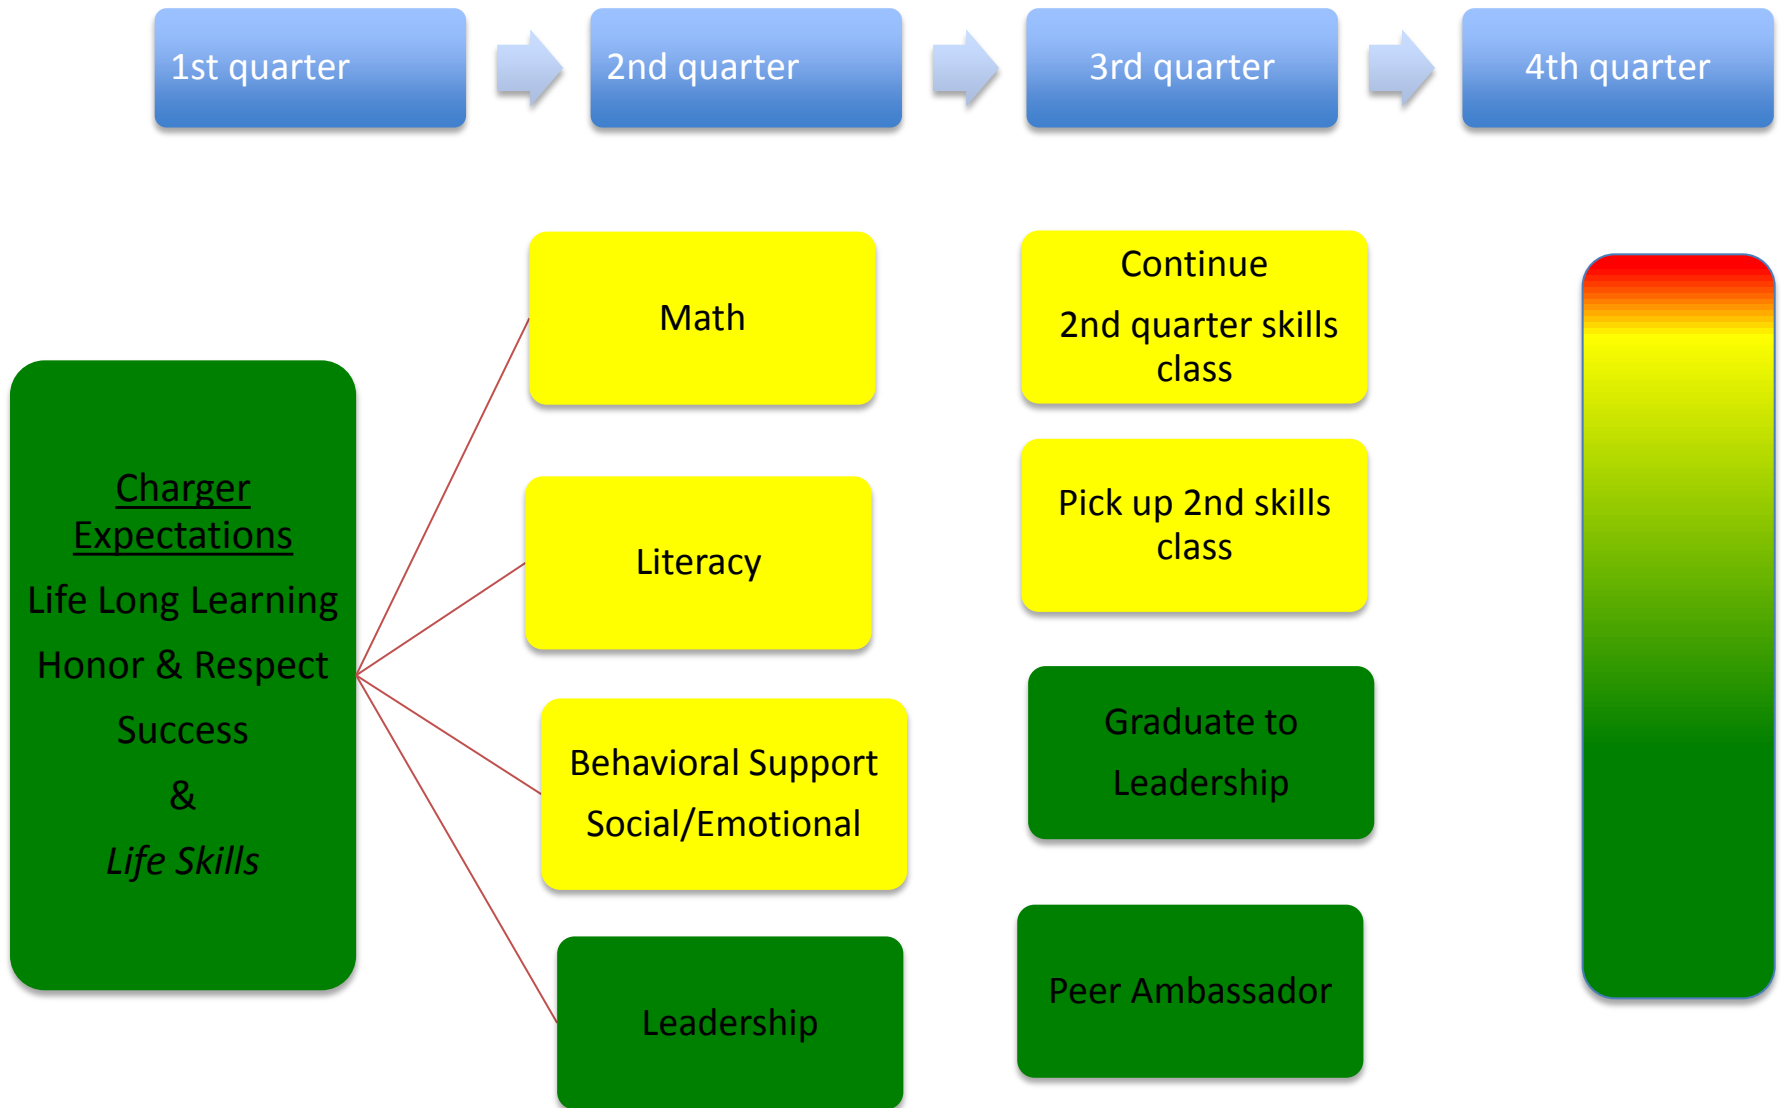 1st quarter
2nd quarter
3rd quarter
4th quarter
Charger
Expectations
Life Long Learning
Honor & Respect
Success
&
Life Skills
Math
Literacy
Behavioral Support
Social/Emotional
Leadership
Continue
2nd quarter skills
class
Pick up 2nd skills
class
Graduate to
Leadership
Peer Ambassador